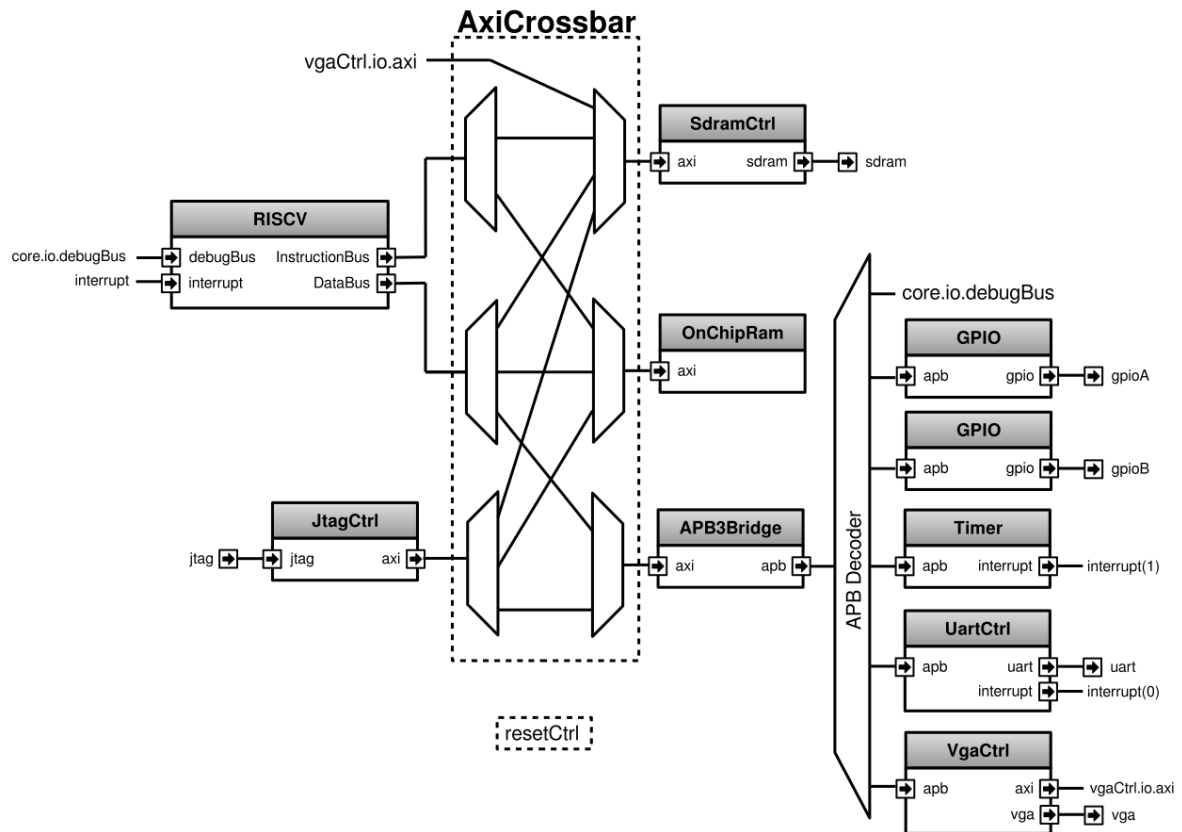 AxiCrossbar
vgaCtrl.io.axi
SdramCtrl
axi sdram
sdram
RISCV
core.io.debugBus
debugBus InstructionBus
interrupt
interrupt DataBus
OnChipRam
axi
JtagCtrl
jtag
jtag axi
APB3Bridge
axi apb
resetCtrl
APB Decoder
core.io.debugBus
GPIO
apb gpio
gpioA
GPIO
apb gpio
gpioB
Timer
apb interrupt
interrupt(1)
UartCtrl
apb uart
uart
interrupt
interrupt(0)
VgaCtrl
apb axi
vgaCtrl.io.axi
vga
vga